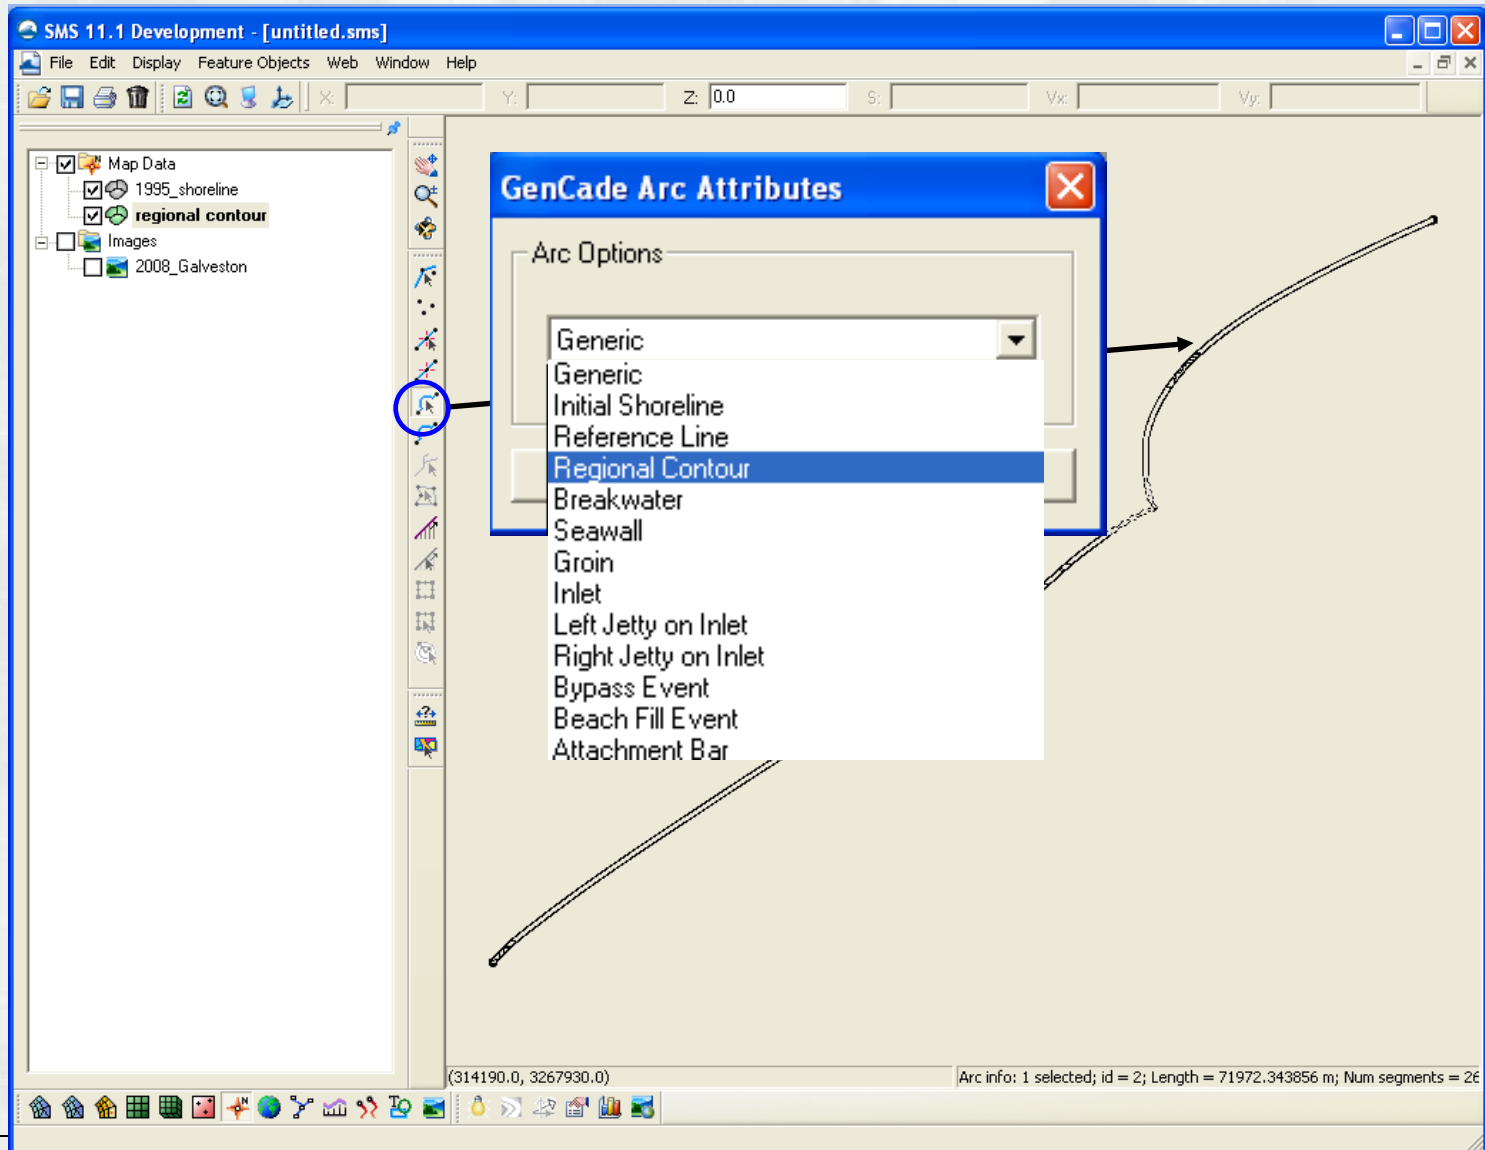 SMS 11.1 Development - [untitled.sms]
File Edit Display Feature Objects Web Window Help
X: Y: Z: 0.0 S: Vx: Vy:
Map Data
1995_shoreline
regional contour
Images
2008_Galveston
GenCade Arc Attributes
Arc Options
Generic
Generic
Initial Shoreline
Reference Line
Regional Contour
Breakwater
Seawall
Groin
Inlet
Left Jetty on Inlet
Right Jetty on Inlet
Bypass Event
Beach Fill Event
Attachment Bar
(314190.0, 3267930.0)
Arc info: 1 selected; id = 2; Length = 71972.343856 m; Num segments = 26